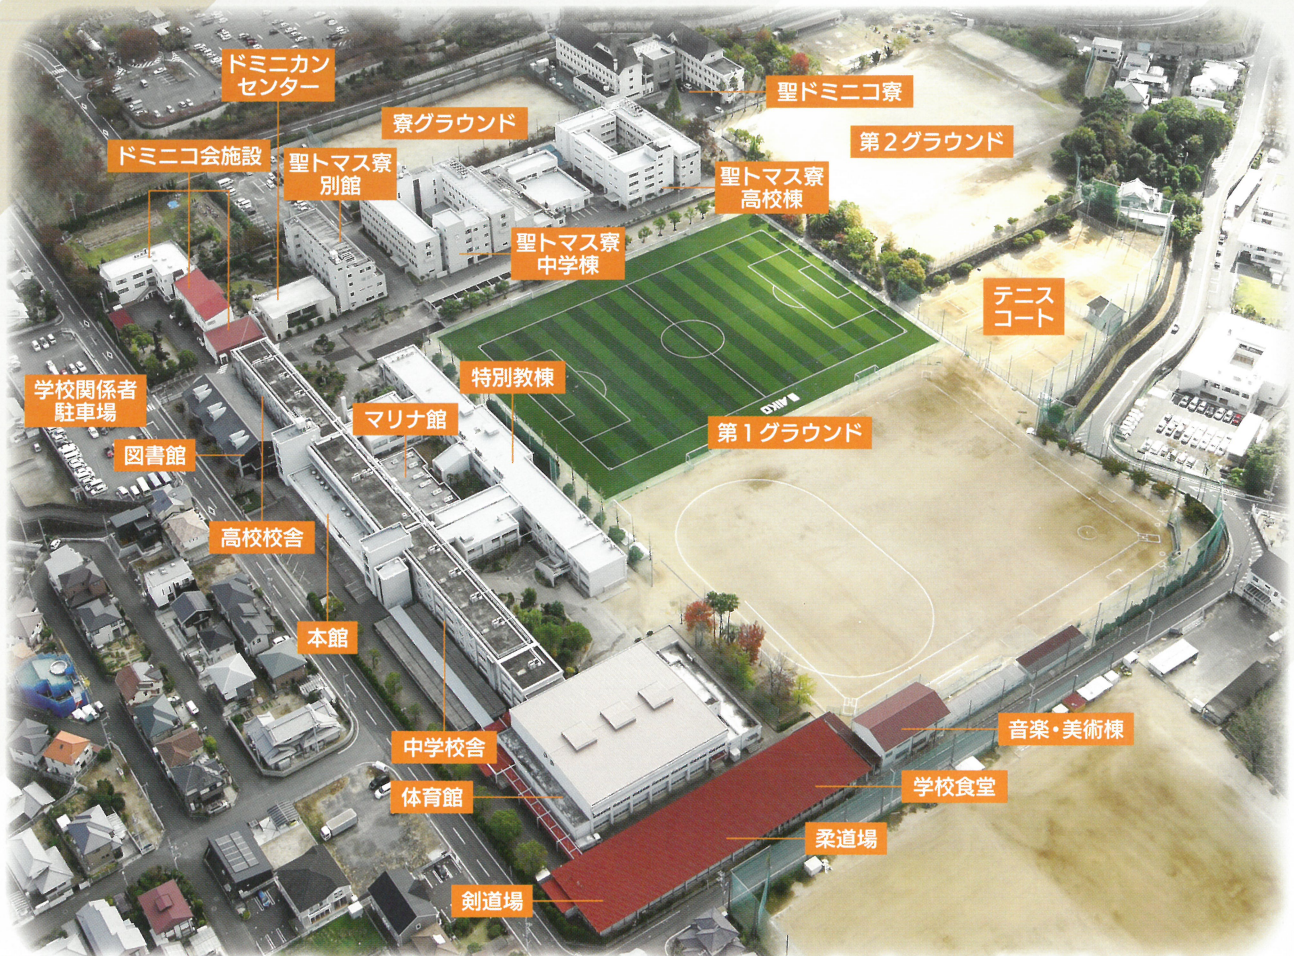 ドミニカン
センター
聖ドミニコ寮
寮グラウンド
第2グラウンド
ドミニコ会施設
聖トマス寮
別館
聖トマス寮
高校棟
聖トマス寮
中学棟
テニス
コート
特別教棟
学校関係者
駐車場
マリナ館
第1グラウンド
AIKO
図書館
高校校舎
本館
音楽・美術棟
中学校舎
学校食堂
体育館
柔道場
剣道場